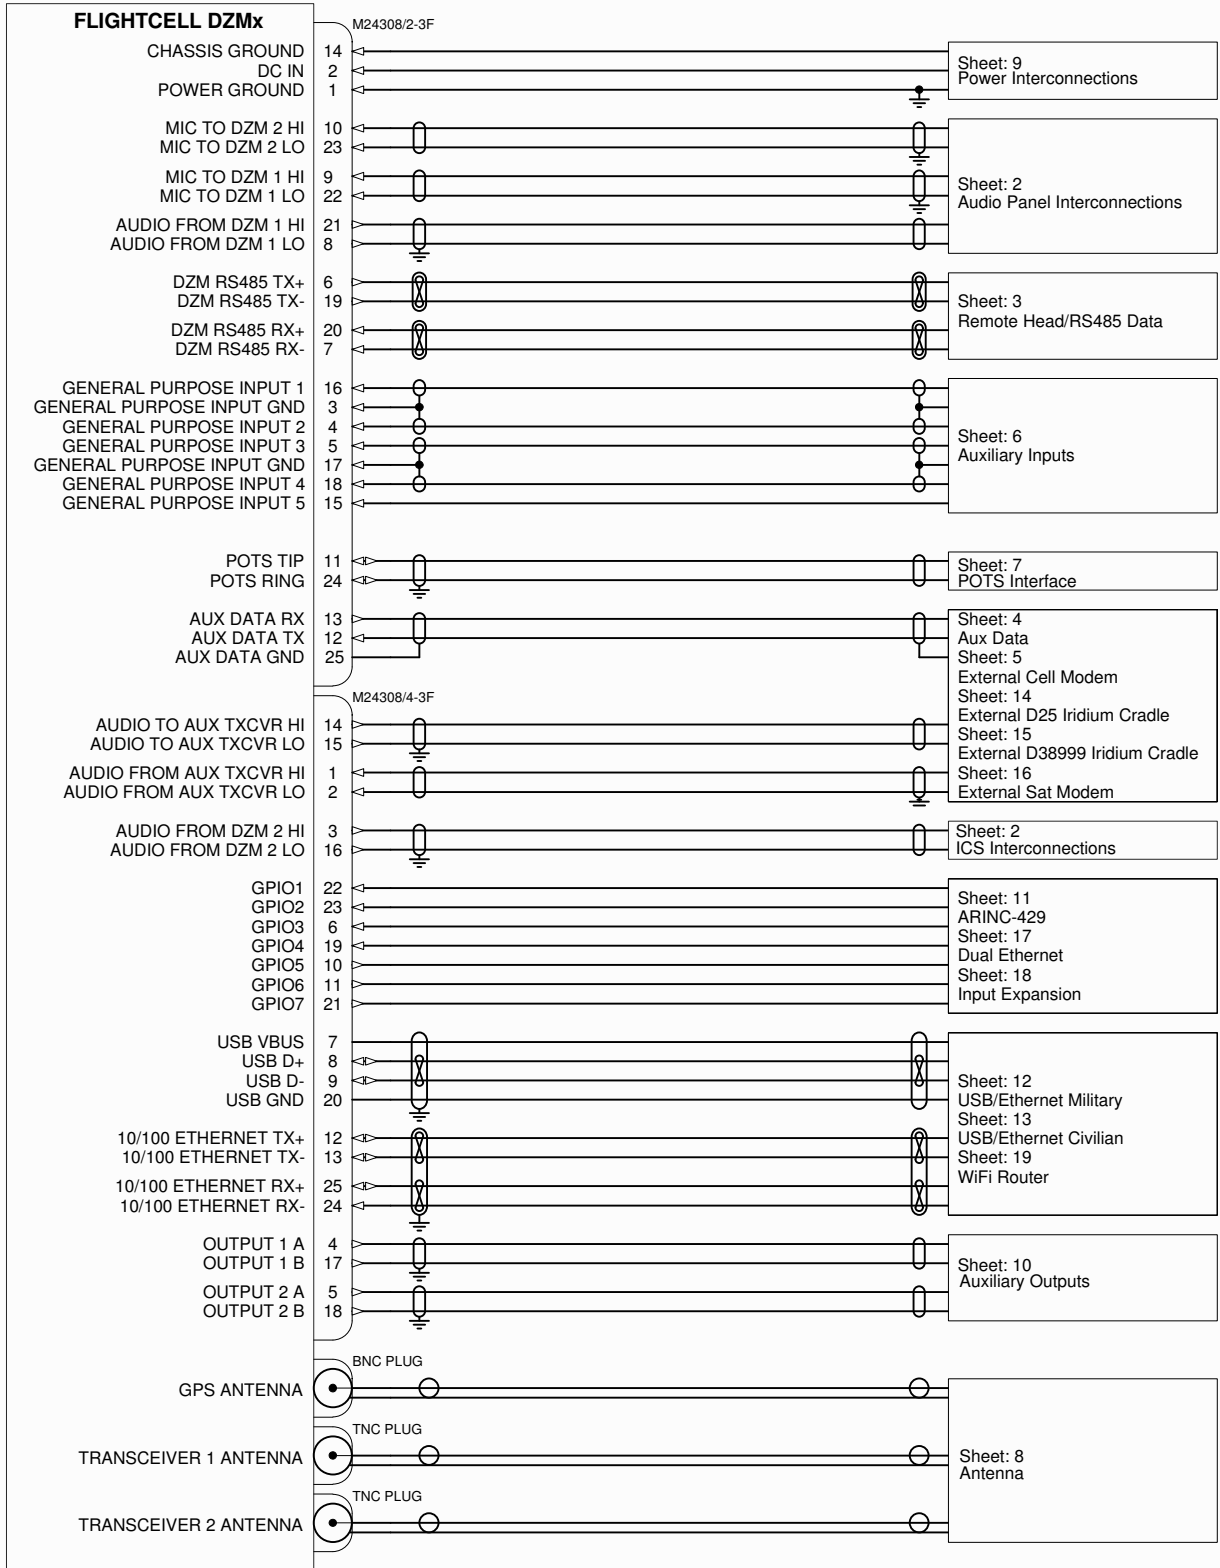 FLIGHTCELL DZMx
M24308/2-3F
CHASSIS GROUND 14
DC IN 2
POWER GROUND 1
Sheet: 9
Power Interconnections
MIC TO DZM 2 HI 10
MIC TO DZM 2 LO 23
MIC TO DZM 1 HI 9
MIC TO DZM 1 LO 22
AUDIO FROM DZM 1 HI 21
AUDIO FROM DZM 1 LO 8
Sheet: 2
Audio Panel Interconnections
DZM RS485 TX+ 6
DZM RS485 TX- 19
DZM RS485 RX+ 20
DZM RS485 RX- 7
Sheet: 3
Remote Head/RS485 Data
GENERAL PURPOSE INPUT 1 16
GENERAL PURPOSE INPUT GND 3
GENERAL PURPOSE INPUT 2 4
GENERAL PURPOSE INPUT 3 5
GENERAL PURPOSE INPUT GND 17
GENERAL PURPOSE INPUT 4 18
GENERAL PURPOSE INPUT 5 15
Sheet: 6
Auxiliary Inputs
POTS TIP 11
POTS RING 24
Sheet: 7
POTS Interface
AUX DATA RX 13
AUX DATA TX 12
AUX DATA GND 25
M24308/4-3F
AUDIO TO AUX TXCVR HI 14
AUDIO TO AUX TXCVR LO 15
AUDIO FROM AUX TXCVR HI 1
AUDIO FROM AUX TXCVR LO 2
Sheet: 4
Aux Data
Sheet: 5
External Cell Modem
Sheet: 14
External D25 Iridium Cradle
Sheet: 15
External D38999 Iridium Cradle
Sheet: 16
External Sat Modem
AUDIO FROM DZM 2 HI 3
AUDIO FROM DZM 2 LO 16
Sheet: 2
ICS Interconnections
GPIO1 22
GPIO2 23
GPIO3 6
GPIO4 19
GPIO5 10
GPIO6 11
GPIO7 21
Sheet: 11
ARINC-429
Sheet: 17
Dual Ethernet
Sheet: 18
Input Expansion
USB VBUS 7
USB D+ 8
USB D- 9
USB GND 20
10/100 ETHERNET TX+ 12
10/100 ETHERNET TX- 13
10/100 ETHERNET RX+ 25
10/100 ETHERNET RX- 24
Sheet: 12
USB/Ethernet Military
Sheet: 13
USB/Ethernet Civilian
Sheet: 19
WiFi Router
OUTPUT 1 A 4
OUTPUT 1 B 17
OUTPUT 2 A 5
OUTPUT 2 B 18
Sheet: 10
Auxiliary Outputs
BNC PLUG
GPS ANTENNA
TNC PLUG
TRANSCEIVER 1 ANTENNA
TNC PLUG
TRANSCEIVER 2 ANTENNA
Sheet: 8
Antenna